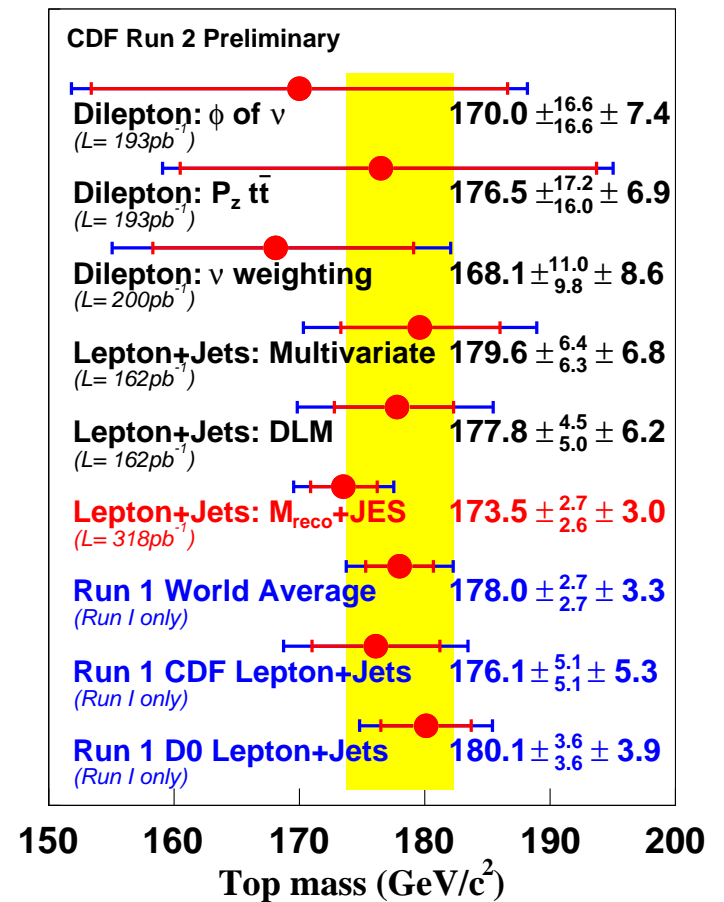 CDF Run 2 Preliminary
Dilepton: ϕ of ν 170.0 ±16.6 16.6 ± 7.4
(L= 193pb-1)
Dilepton: Pz tt̄ 176.5 ±17.2 16.0 ± 6.9
(L= 193pb-1)
Dilepton: ν weighting 168.1 ±11.0 9.8 ± 8.6
(L= 200pb-1)
Lepton+Jets: Multivariate 179.6 ±6.4 6.3 ± 6.8
(L= 162pb-1)
Lepton+Jets: DLM 177.8 ±4.5 5.0 ± 6.2
(L= 162pb-1)
Lepton+Jets: Mreco+JES 173.5 ±2.7 2.6 ± 3.0
(L= 318pb-1)
Run 1 World Average 178.0 ±2.7 2.7 ± 3.3
(Run I only)
Run 1 CDF Lepton+Jets 176.1 ±5.1 5.1 ± 5.3
(Run I only)
Run 1 D0 Lepton+Jets 180.1 ±3.6 3.6 ± 3.9
(Run I only)
150 160 170 180 190 200
Top mass (GeV/c2)